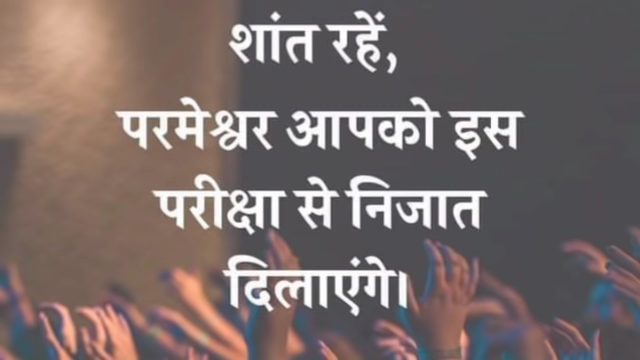 शांत रहें,
परमेश्वर आपको इस
परीक्षा से निजात
दिलाएंगे।